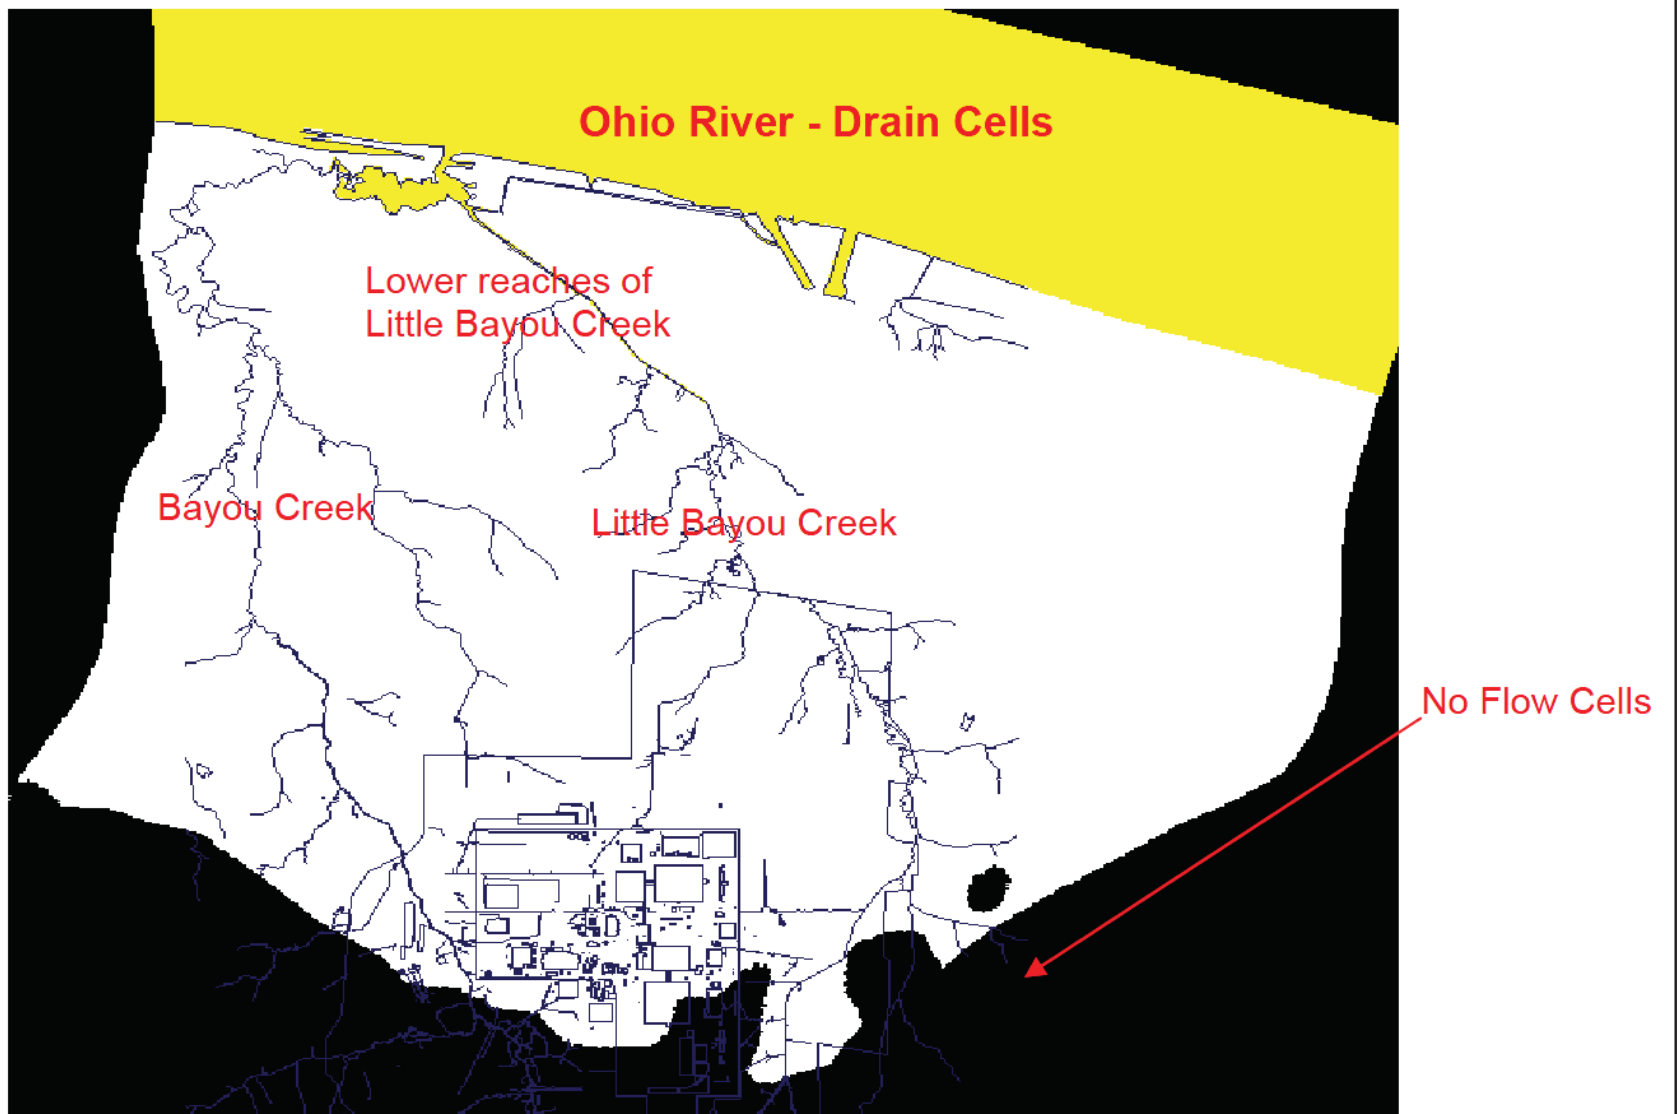 Ohio River - Drain Cells
Lower reaches of
Little Bayou Creek
Bayou Creek
Little Bayou Creek
No Flow Cells